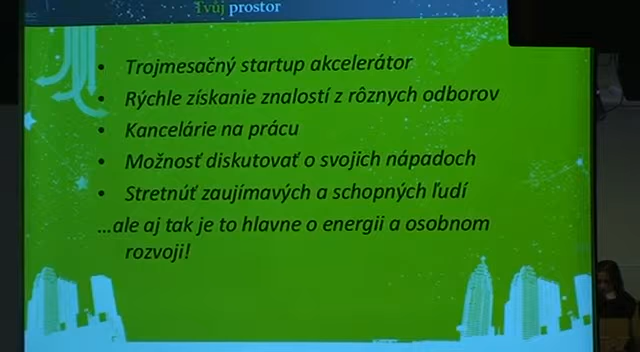 Tvůj prostor
• Trojmesačný startup akcelerátor
• Rýchle získanie znalostí z rôznych odborov
• Kancelárie na prácu
• Možnosť diskutovať o svojich nápadoch
• Stretnúť zaujímavých a schopných ľudí
...ale aj tak je to hlavne o energii a osobnom
rozvoji!